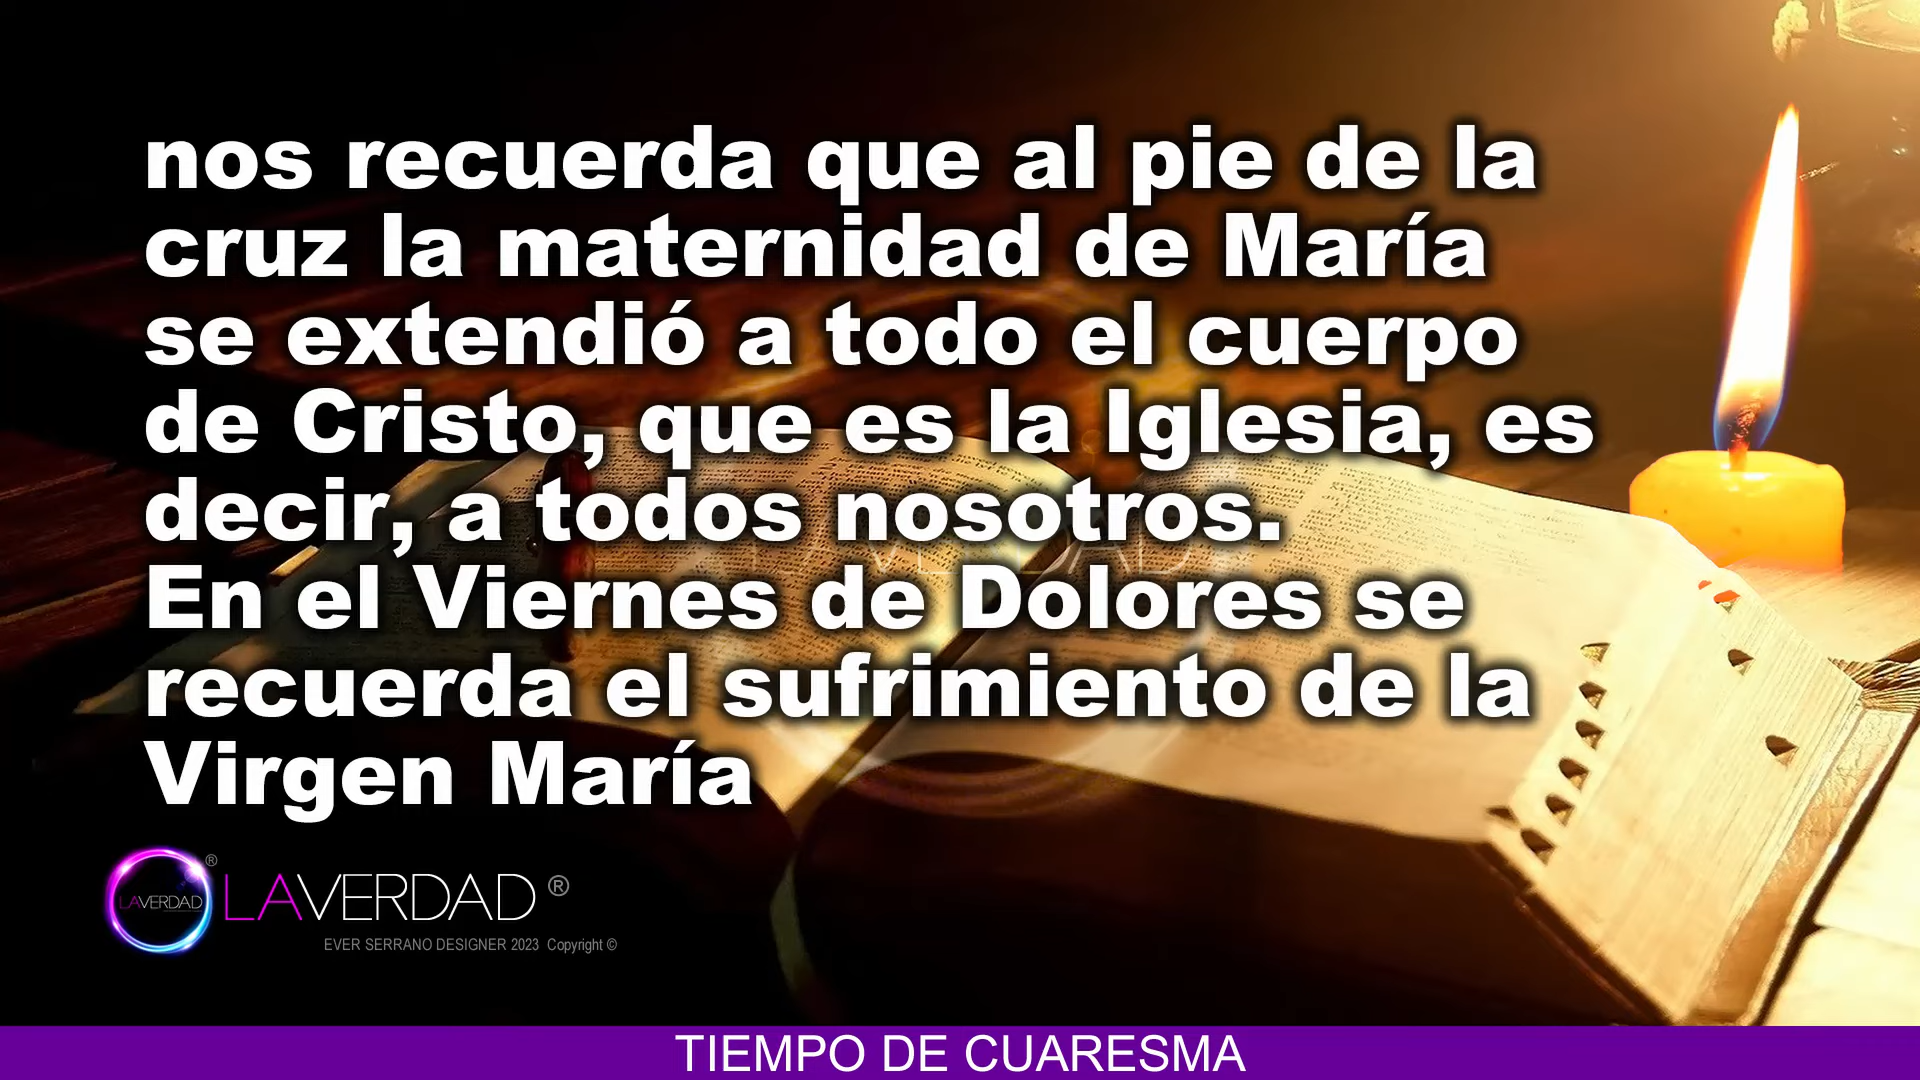 nos recuerda que al pie de la
cruz la maternidad de María
se extendió a todo el cuerpo
de Cristo, que es la Iglesia, es
decir, a todos nosotros.
En el Viernes de Dolores se
recuerda el sufrimiento de la
Virgen María
LAVERDAD ®
LAVERDAD ®
EVER SERRANO DESIGNER 2023 Copyright ©
TIEMPO DE CUARESMA